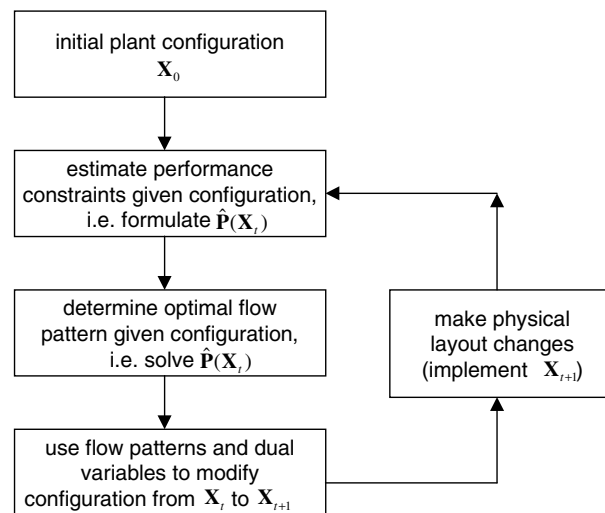 initial plant configuration
X₀
estimate performance
constraints given configuration,
i.e. formulate P̂(Xₜ)
determine optimal flow
pattern given configuration,
i.e. solve P̂(Xₜ)
use flow patterns and dual
variables to modify
configuration from Xₜ to Xₜ₊₁
make physical
layout changes
(implement Xₜ₊₁)